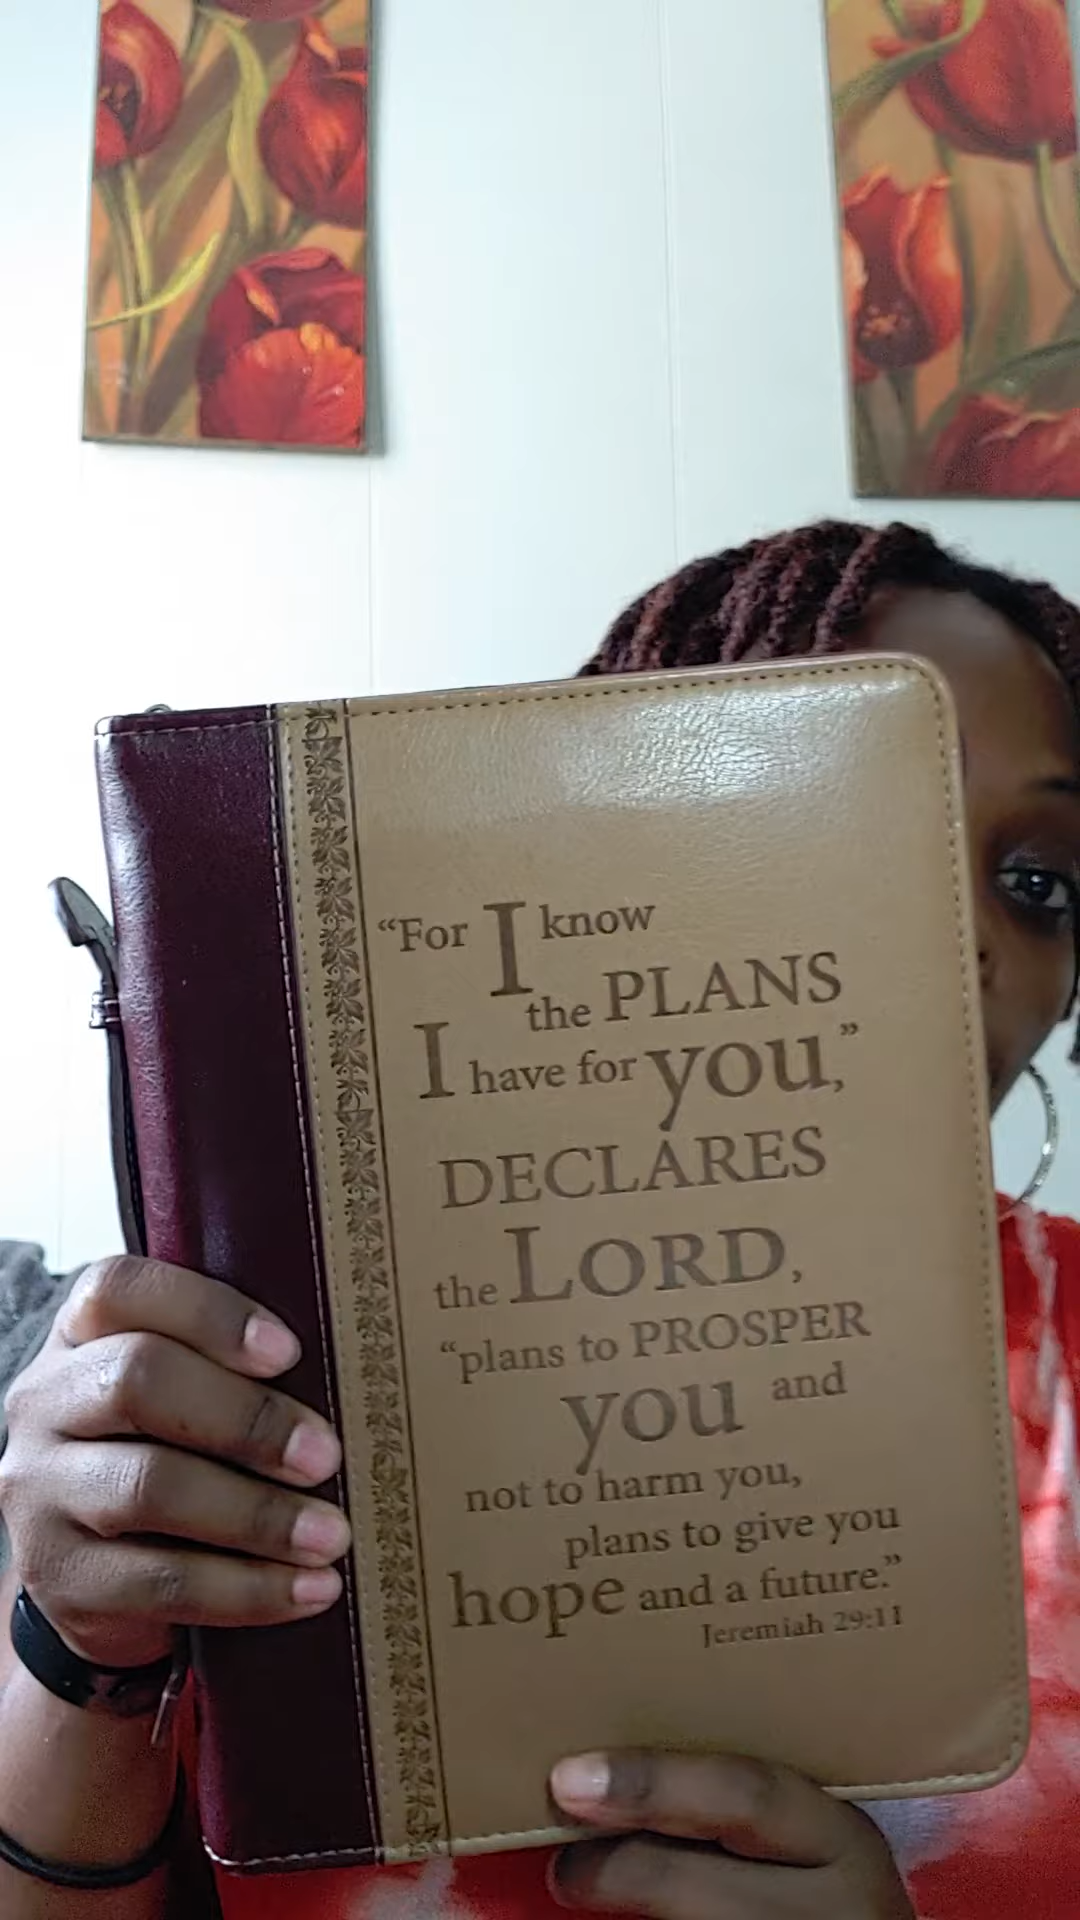 “For I know
the PLANS
I have for you,”
DECLARES
the LORD,
“plans to PROSPER
you and
not to harm you,
plans to give you
hope and a future.”
Jeremiah 29:11